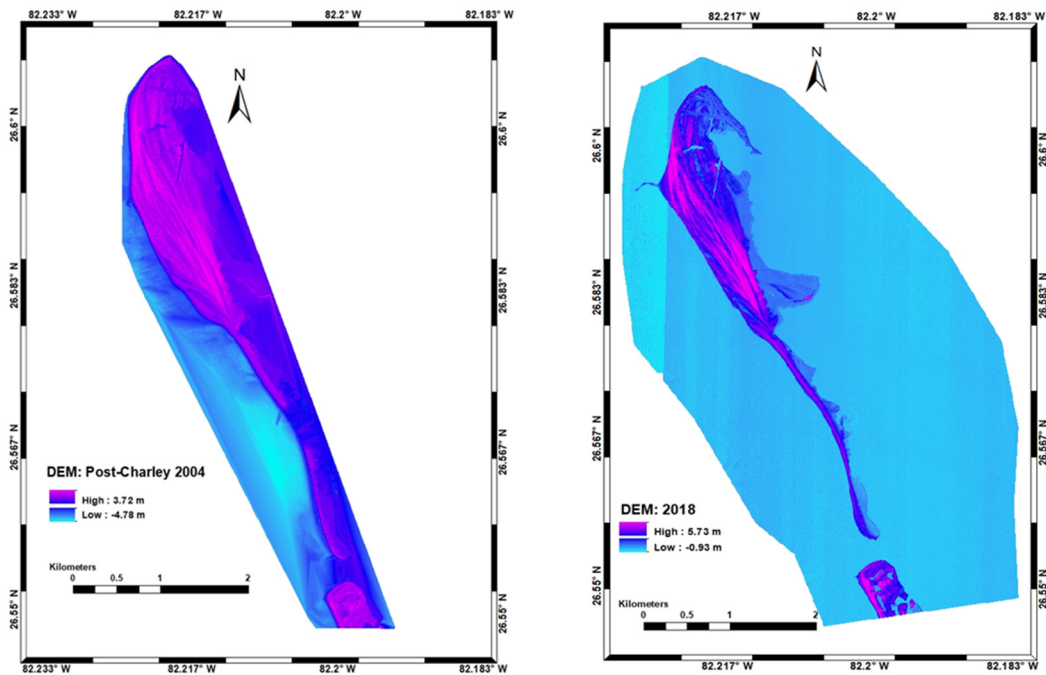 82.233° W 82.217° W 82.2° W 82.183° W
N
26.6° N
26.6° N
26.583° N
26.583° N
26.567° N
26.567° N
26.55° N
26.55° N
DEM: Post-Charley 2004
High : 3.72 m
Low : -4.78 m
Kilometers
0 0.5 1 2
82.233° W 82.217° W 82.2° W 82.183° W
82.217° W 82.2° W 82.183° W
N
26.6° N
26.6° N
26.583° N
26.583° N
26.567° N
26.567° N
26.55° N
26.55° N
DEM: 2018
High : 5.73 m
Low : -0.93 m
Kilometers
0 0.5 1 2
82.217° W 82.2° W 82.183° W